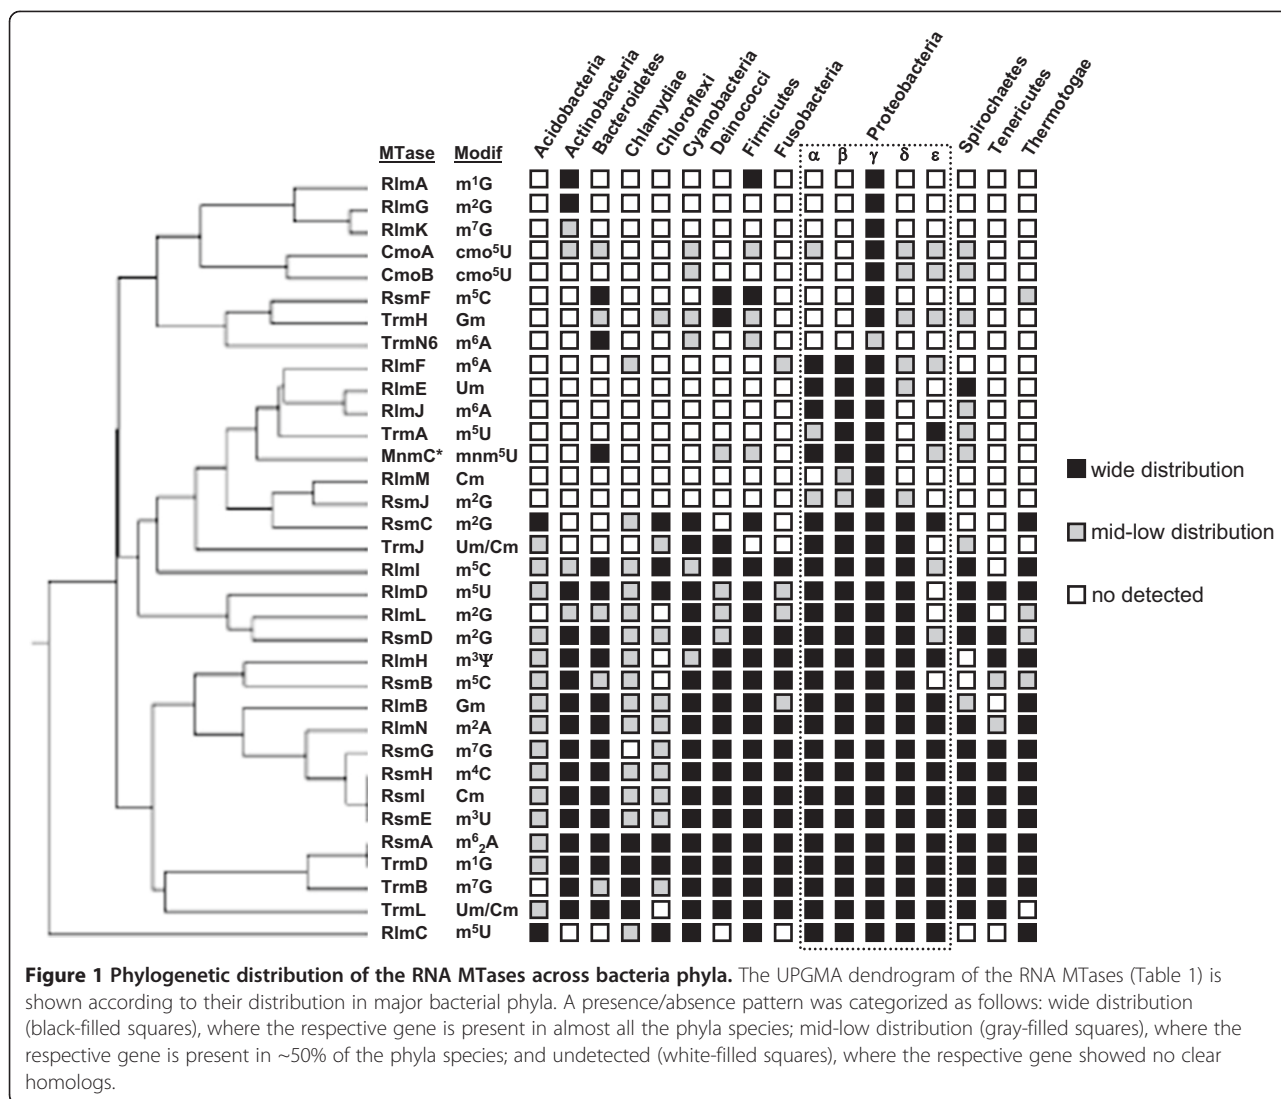 Acidobacteria
Actinobacteria
Bacteroidetes
Chlamydiae
Chloroflexi
Cyanobacteria
Deinococci
Firmicutes
Fusobacteria
Proteobacteria
Spirochaetes
Tenericutes
Thermotogae
MTase Modif α β γ δ ε
RlmA m¹G
RlmG m²G
RlmK m⁷G
CmoA cmo⁵U
CmoB cmo⁵U
RsmF m⁵C
TrmH Gm
TrmN6 m⁶A
RlmF m⁶A
RlmE Um
RlmJ m⁶A
TrmA m⁵U
MnmC* mnm⁵U
RlmM Cm
RsmJ m²G
RsmC m²G
TrmJ Um/Cm
RlmI m⁵C
RlmD m⁵U
RlmL m²G
RsmD m²G
RlmH m³Ψ
RsmB m⁵C
RlmB Gm
RlmN m²A
RsmG m⁷G
RsmH m⁴C
RsmI Cm
RsmE m³U
RsmA m⁶₂A
TrmD m¹G
TrmB m⁷G
TrmL Um/Cm
RlmC m⁵U
wide distribution
mid-low distribution
no detected
Figure 1 Phylogenetic distribution of the RNA MTases across bacteria phyla. The UPGMA dendrogram of the RNA MTases (Table 1) is
shown according to their distribution in major bacterial phyla. A presence/absence pattern was categorized as follows: wide distribution
(black-filled squares), where the respective gene is present in almost all the phyla species; mid-low distribution (gray-filled squares), where the
respective gene is present in ~50% of the phyla species; and undetected (white-filled squares), where the respective gene showed no clear
homologs.